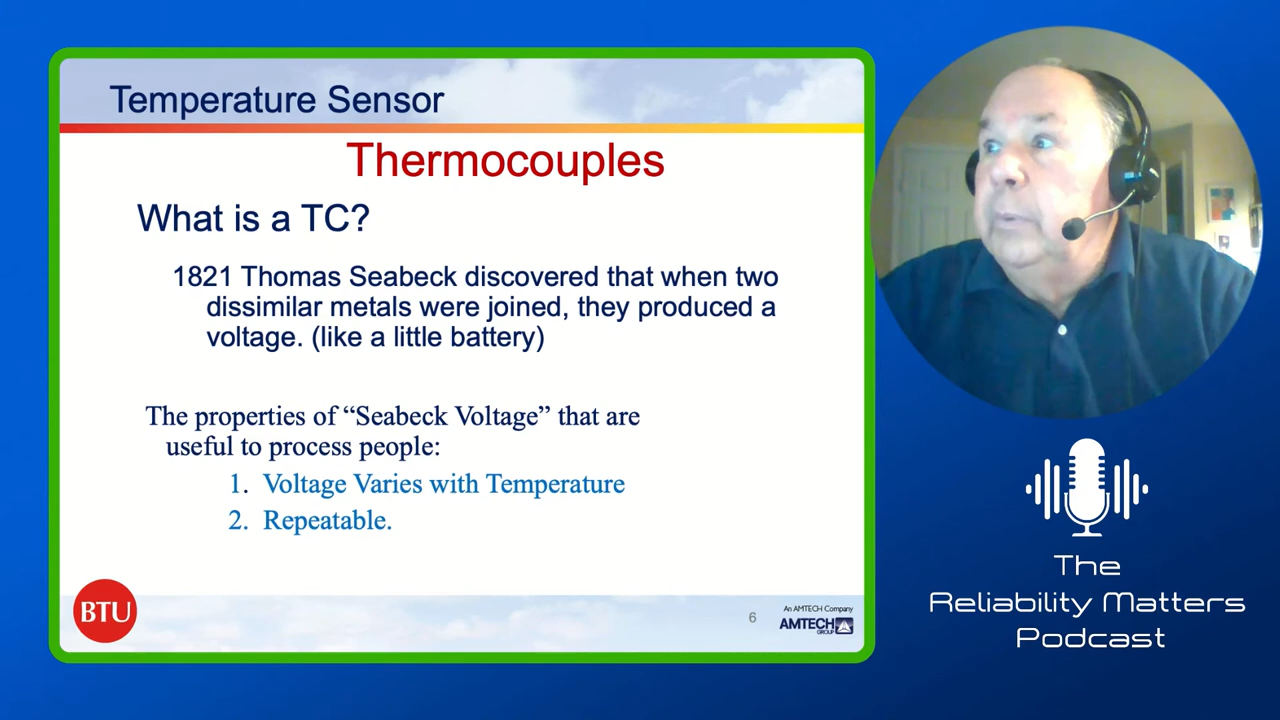 Temperature Sensor
Thermocouples
What is a TC?
1821 Thomas Seabeck discovered that when two
dissimilar metals were joined, they produced a
voltage. (like a little battery)
The properties of “Seabeck Voltage” that are
useful to process people:
1. Voltage Varies with Temperature
2. Repeatable.
BTU
6
An AMTECH Company
AMTECH
GROUP
The
Reliability Matters
Podcast